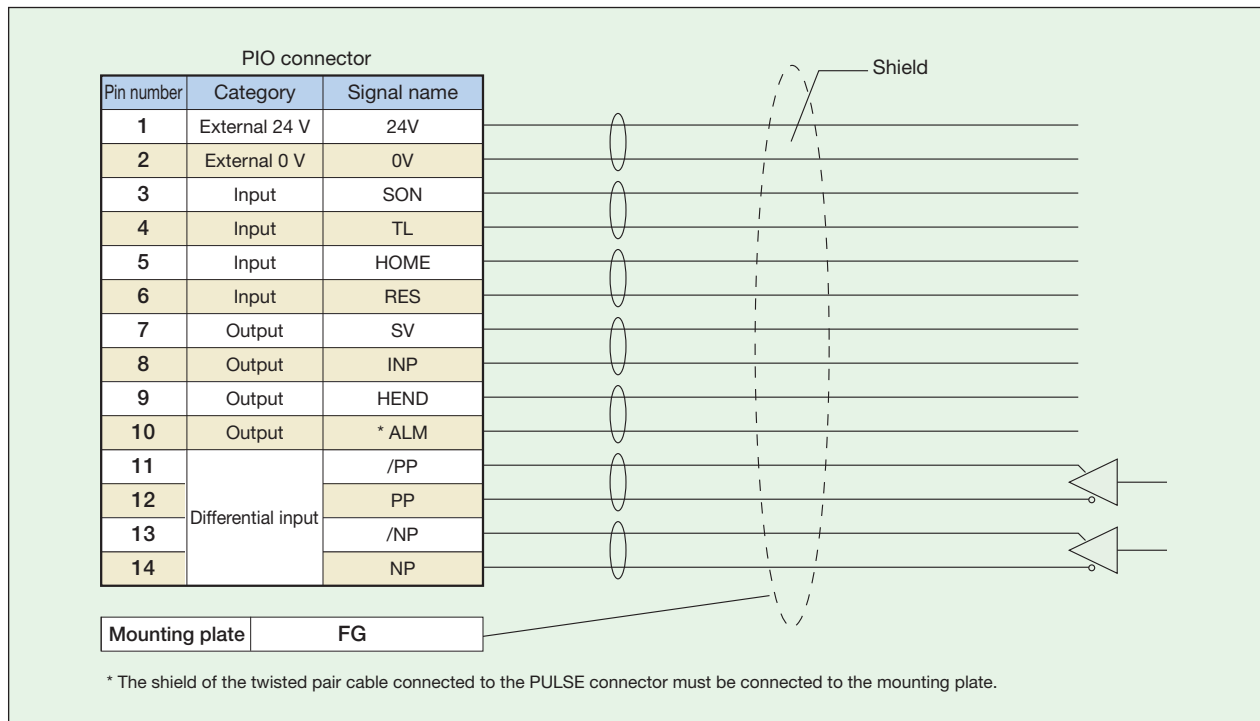 PIO connector
Shield
Pin number Category Signal name
1 External 24 V 24V
2 External 0 V 0V
3 Input SON
4 Input TL
5 Input HOME
6 Input RES
7 Output SV
8 Output INP
9 Output HEND
10 Output * ALM
11 /PP
12 PP
Differential input
13 /NP
14 NP
Mounting plate FG
* The shield of the twisted pair cable connected to the PULSE connector must be connected to the mounting plate.